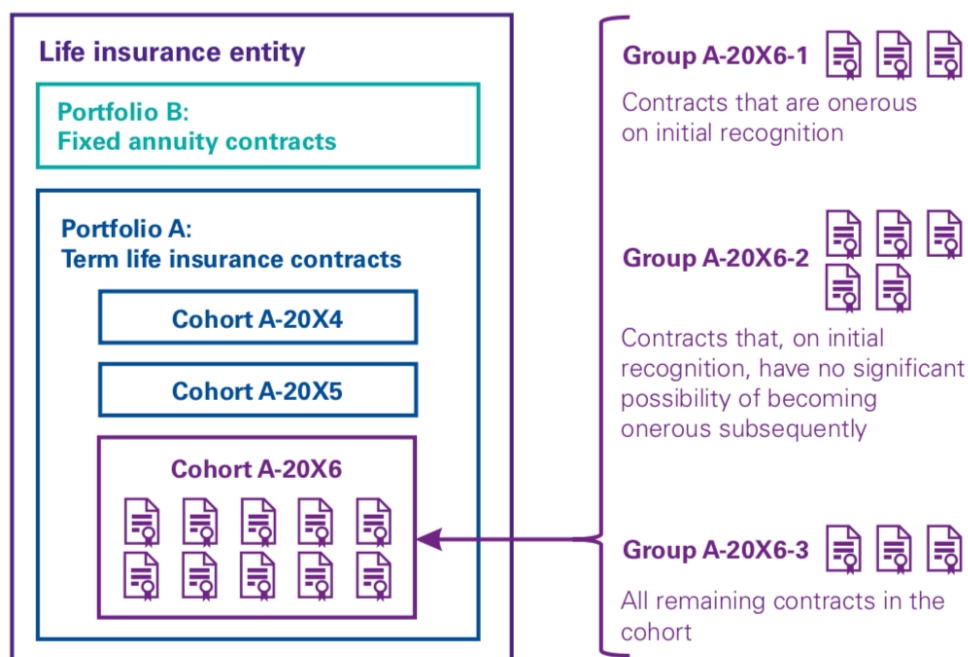 Life insurance entity
Portfolio B:
Fixed annuity contracts
Portfolio A:
Term life insurance contracts
Cohort A-20X4
Cohort A-20X5
Cohort A-20X6
Group A-20X6-1
Contracts that are onerous
on initial recognition
Group A-20X6-2
Contracts that, on initial
recognition, have no significant
possibility of becoming
onerous subsequently
Group A-20X6-3
All remaining contracts in the
cohort